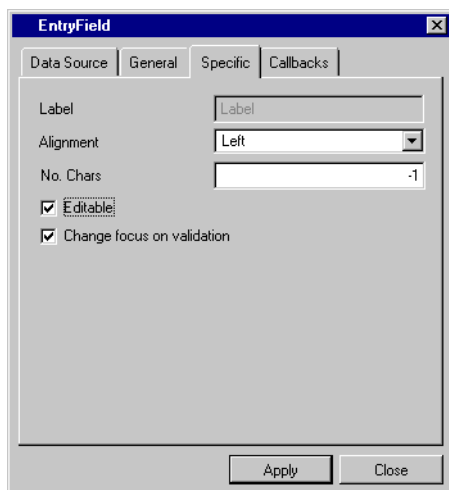 EntryField
Data Source General Specific Callbacks
Label Label
Alignment Left
No. Chars -1
Editable
Change focus on validation
Apply Close